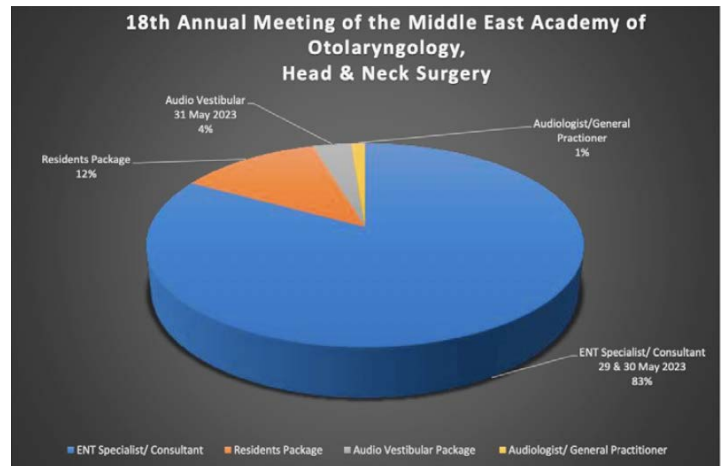 18th Annual Meeting of the Middle East Academy of
Otolaryngology,
Head & Neck Surgery
Audio Vestibular
31 May 2023
4%
Audiologist/General
Practioner
1%
Residents Package
12%
ENT Specialist/ Consultant
29 & 30 May 2023
83%
ENT Specialist/ Consultant
Residents Package
Audio Vestibular Package
Audiologist/ General Practitioner